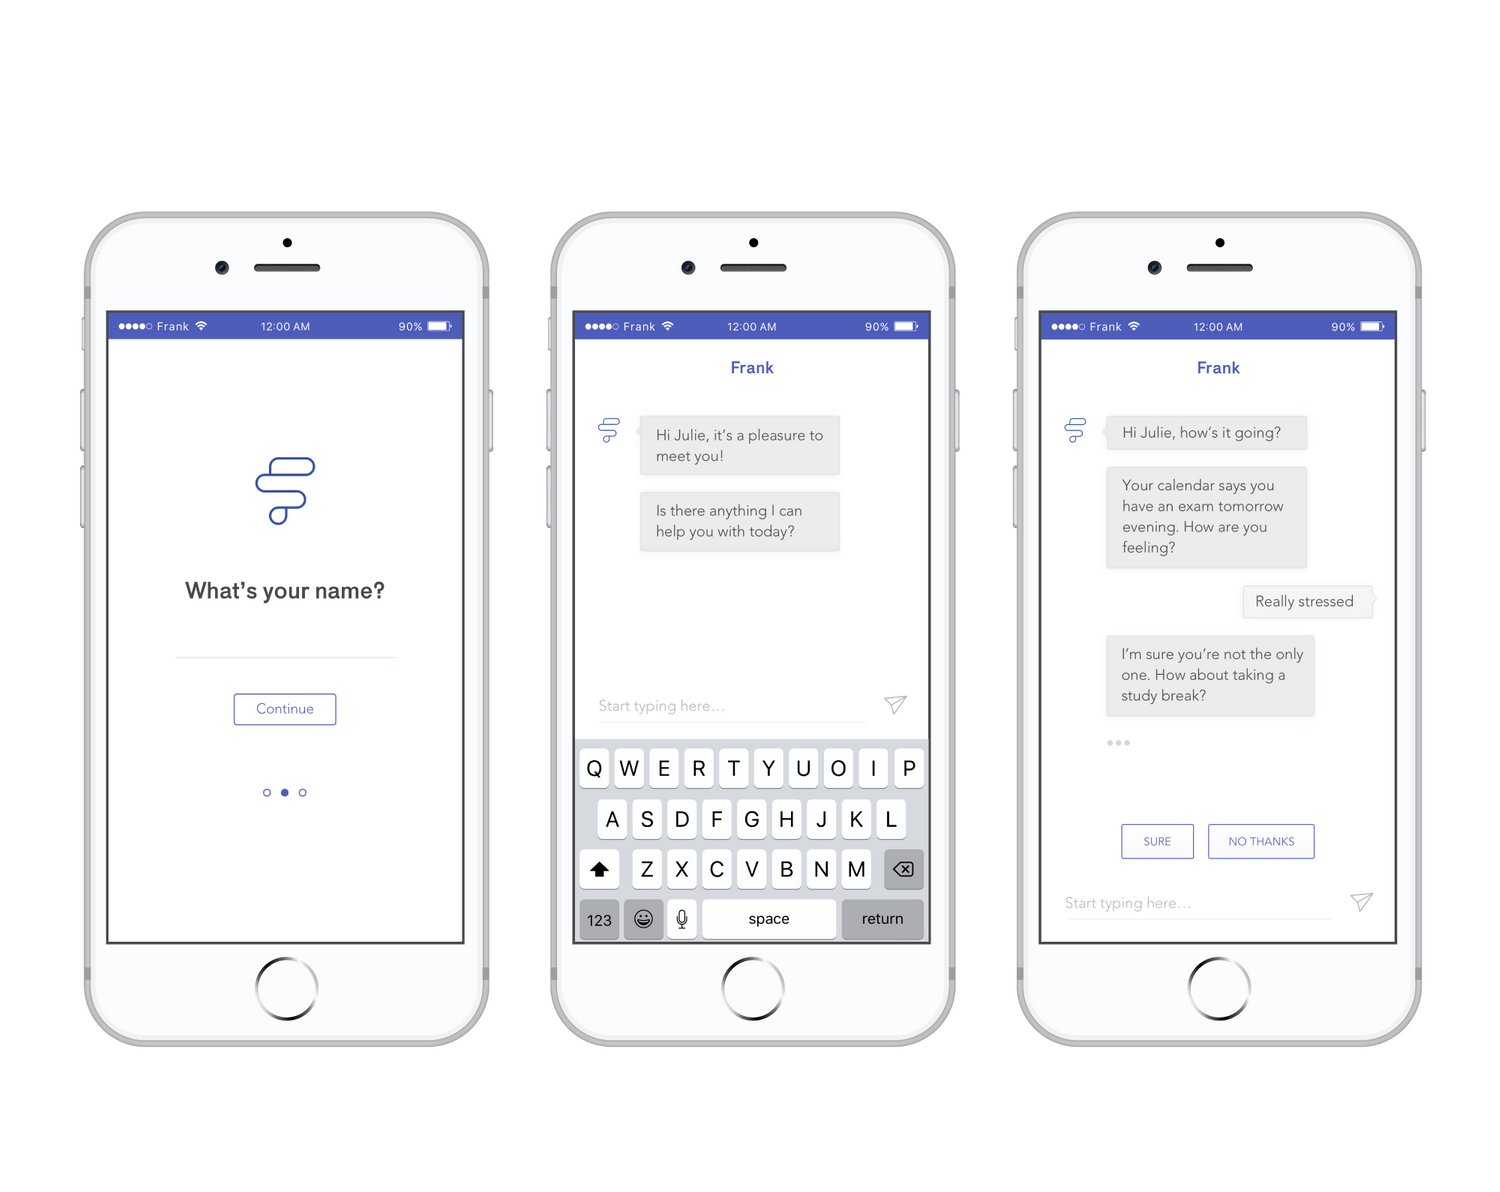 Frank 12:00 AM 90%
What’s your name?
Continue
Frank 12:00 AM 90%
Frank
Hi Julie, it’s a pleasure to
meet you!
Is there anything I can
help you with today?
Start typing here...
Q W E R T Y U O I P
A S D F G H J K L
Z X C V B N M
123 space return
Frank 12:00 AM 90%
Frank
Hi Julie, how’s it going?
Your calendar says you
have an exam tomorrow
evening. How are you
feeling?
Really stressed
I’m sure you’re not the only
one. How about taking a
study break?
SURE NO THANKS
Start typing here...